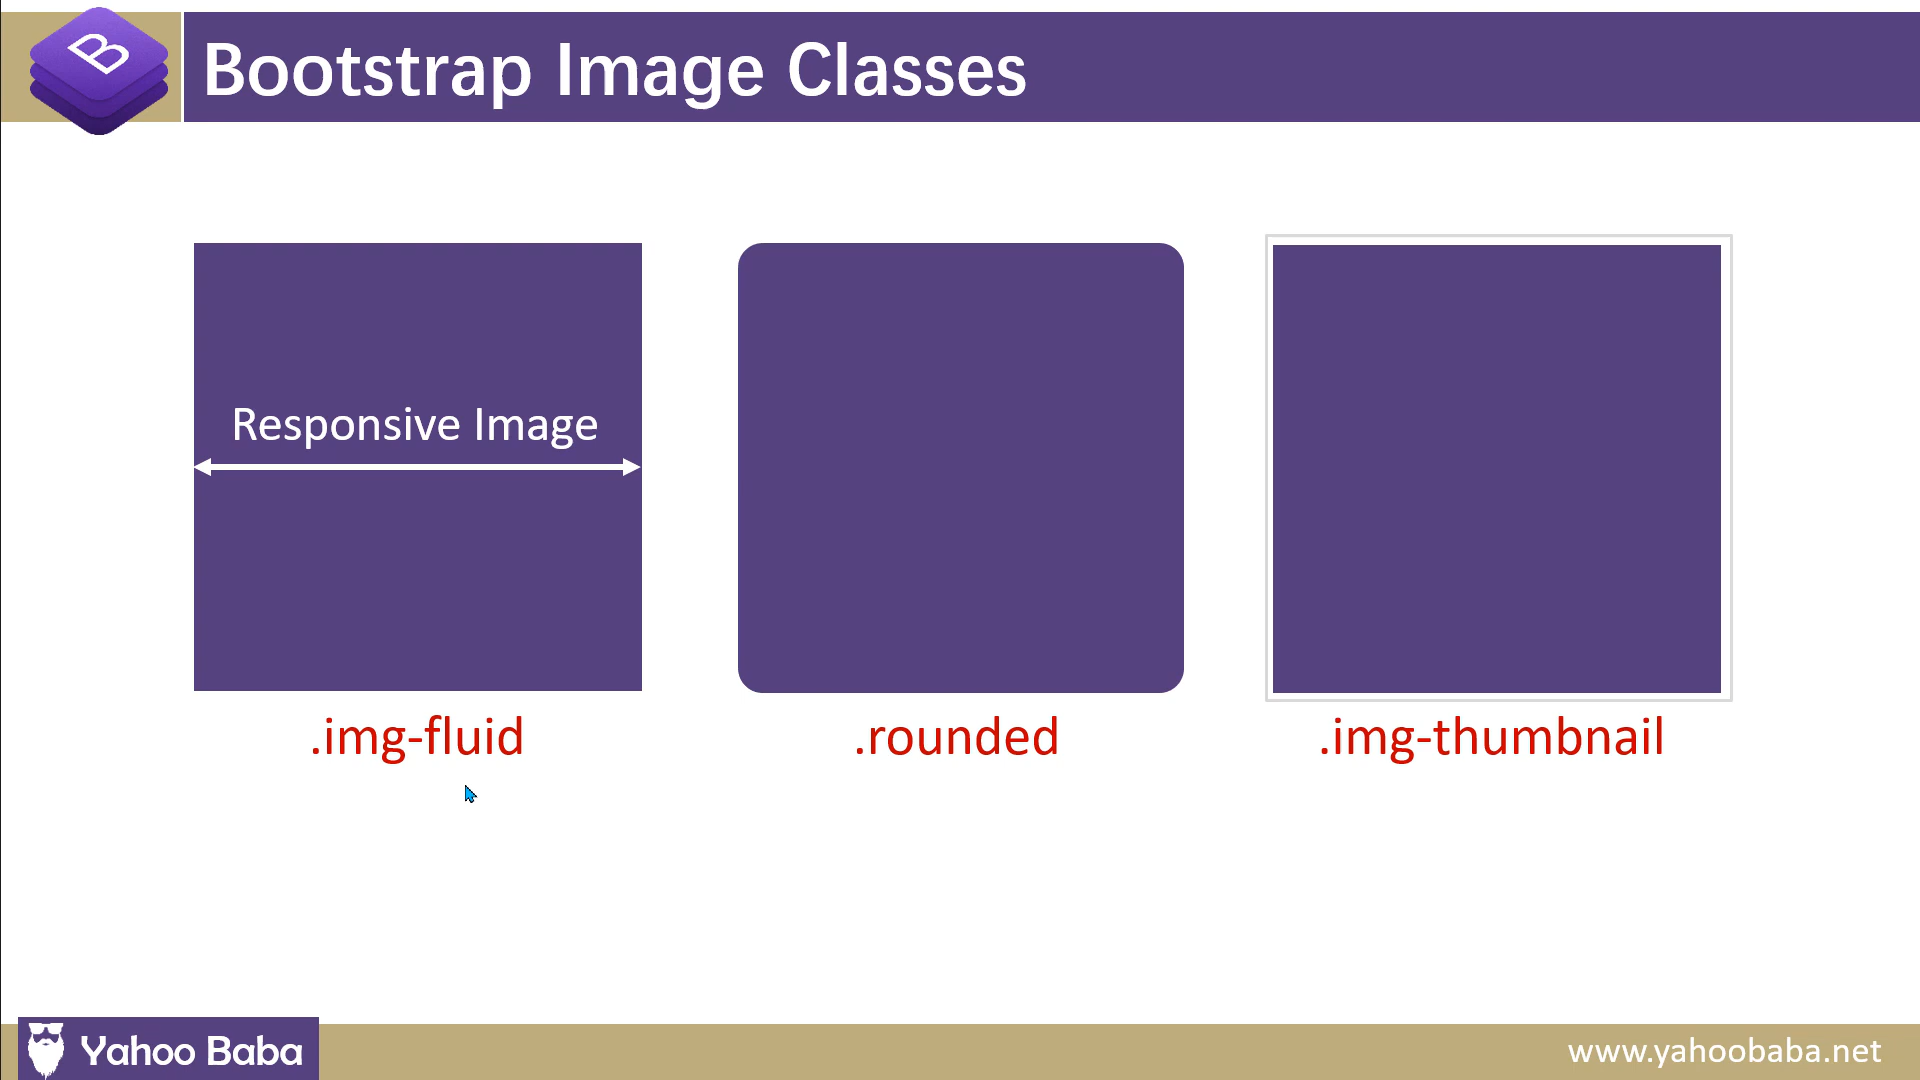 B
Bootstrap Image Classes
Responsive Image
.img-fluid
.rounded
.img-thumbnail
Yahoo Baba
www.yahoobaba.net